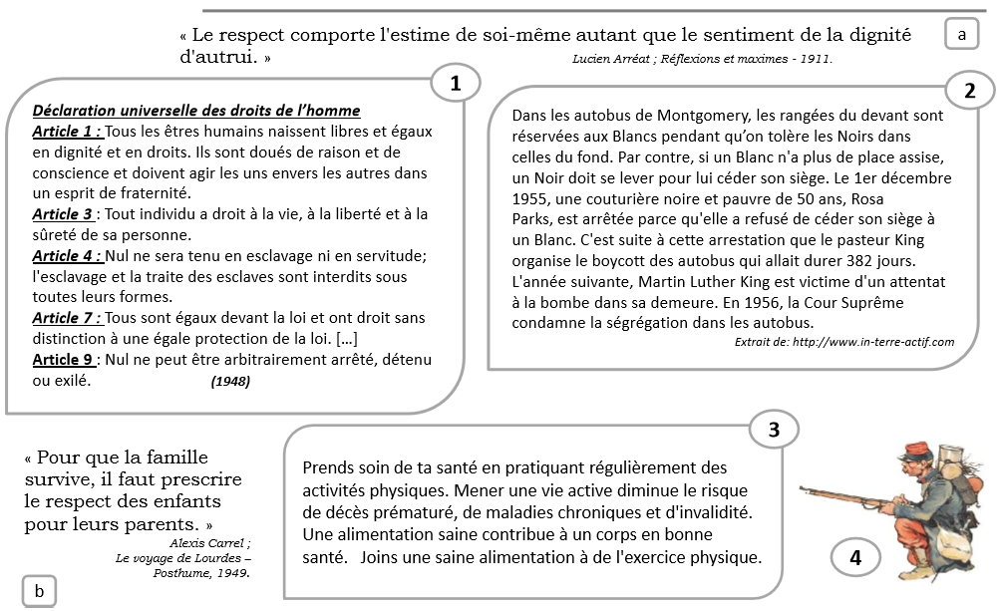 « Le respect comporte l'estime de soi-même autant que le sentiment de la dignité
d'autrui. »
Lucien Arréat ; Réflexions et maximes - 1911.
a
1
Déclaration universelle des droits de l’homme
Article 1 : Tous les êtres humains naissent libres et égaux
en dignité et en droits. Ils sont doués de raison et de
conscience et doivent agir les uns envers les autres dans
un esprit de fraternité.
Article 3 : Tout individu a droit à la vie, à la liberté et à la
sûreté de sa personne.
Article 4 : Nul ne sera tenu en esclavage ni en servitude;
l'esclavage et la traite des esclaves sont interdits sous
toutes leurs formes.
Article 7 : Tous sont égaux devant la loi et ont droit sans
distinction à une égale protection de la loi. […]
Article 9 : Nul ne peut être arbitrairement arrêté, détenu
ou exilé. (1948)
2
Dans les autobus de Montgomery, les rangées du devant sont
réservées aux Blancs pendant qu’on tolère les Noirs dans
celles du fond. Par contre, si un Blanc n'a plus de place assise,
un Noir doit se lever pour lui céder son siège. Le 1er décembre
1955, une couturière noire et pauvre de 50 ans, Rosa
Parks, est arrêtée parce qu'elle a refusé de céder son siège à
un Blanc. C'est suite à cette arrestation que le pasteur King
organise le boycott des autobus qui allait durer 382 jours.
L'année suivante, Martin Luther King est victime d'un attentat
à la bombe dans sa demeure. En 1956, la Cour Suprême
condamne la ségrégation dans les autobus.
Extrait de: http://www.in-terre-actif.com
« Pour que la famille
survive, il faut prescrire
le respect des enfants
pour leurs parents. »
Alexis Carrel ;
Le voyage de Lourdes –
Posthume, 1949.
b
3
Prends soin de ta santé en pratiquant régulièrement des
activités physiques. Mener une vie active diminue le risque
de décès prématuré, de maladies chroniques et d'invalidité.
Une alimentation saine contribue à un corps en bonne
santé. Joins une saine alimentation à de l'exercice physique.
4